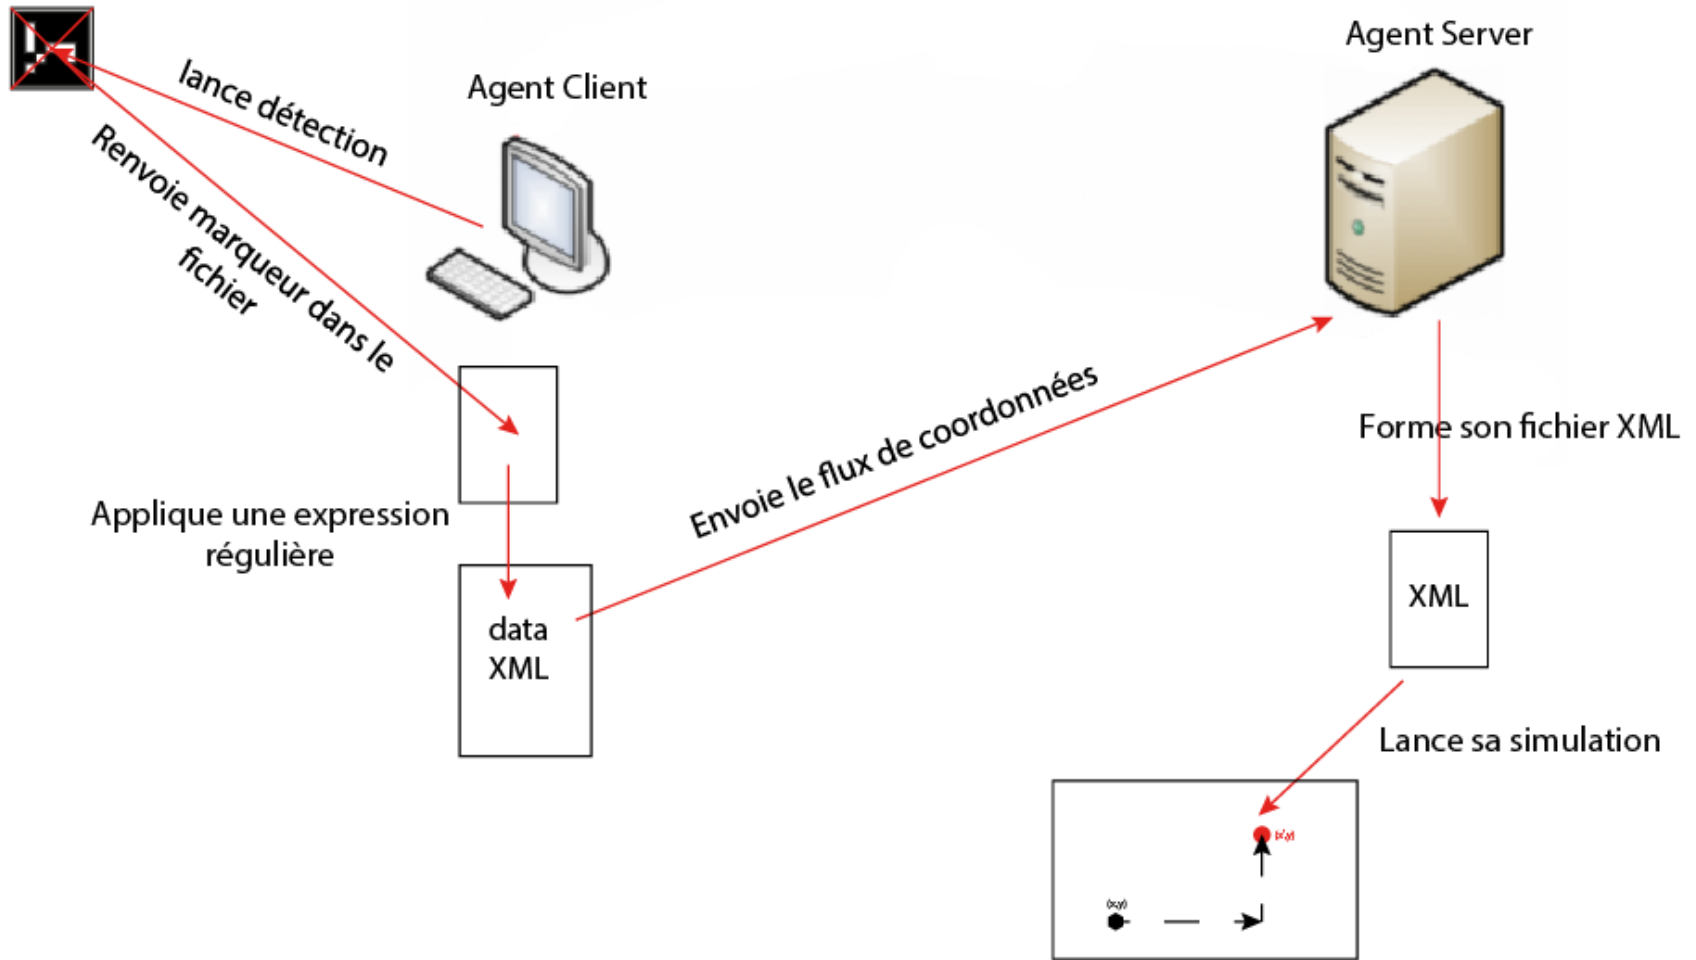 Agent Server
Agent Client
lance détection
Renvoie marqueur dans le
fichier
Envoie le flux de coordonnées
Forme son fichier XML
Applique une expression
régulière
XML
data
XML
Lance sa simulation
(x,y)